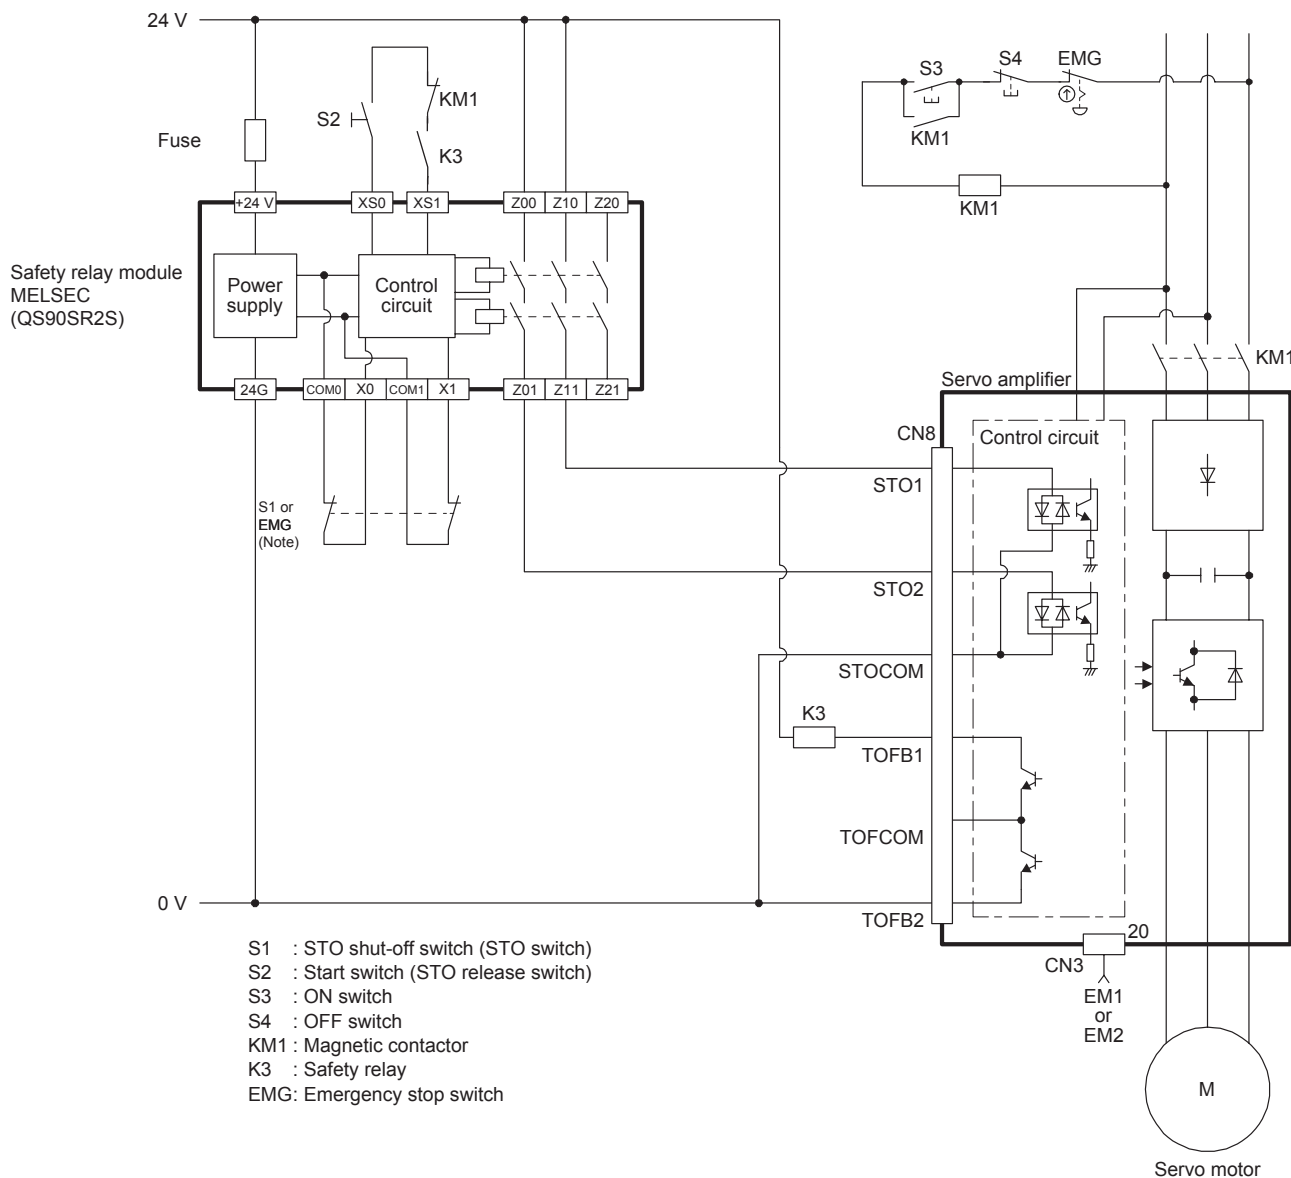 24 V
S3
S4
EMG
KM1
S2
KM1
Fuse
K3
KM1
+24 V
XS0
XS1
Z00
Z10
Z20
Safety relay module
MELSEC
(QS90SR2S)
Power
supply
Control
circuit
KM1
Servo amplifier
24G
COM0
X0
COM1
X1
Z01
Z11
Z21
CN8
Control circuit
STO1
S1 or
EMG
(Note)
STO2
STOCOM
K3
TOFB1
TOFCOM
0 V
TOFB2
20
CN3
EM1
or
EM2
S1 : STO shut-off switch (STO switch)
S2 : Start switch (STO release switch)
S3 : ON switch
S4 : OFF switch
KM1 : Magnetic contactor
K3 : Safety relay
EMG: Emergency stop switch
M
Servo motor